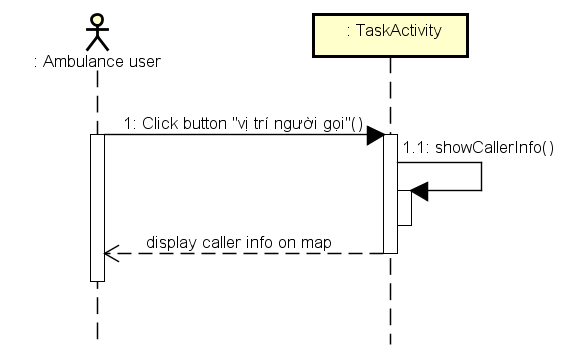 : TaskActivity
: Ambulance user
1: Click button "vị trí người gọi"()
1.1: showCallerInfo()
display caller info on map